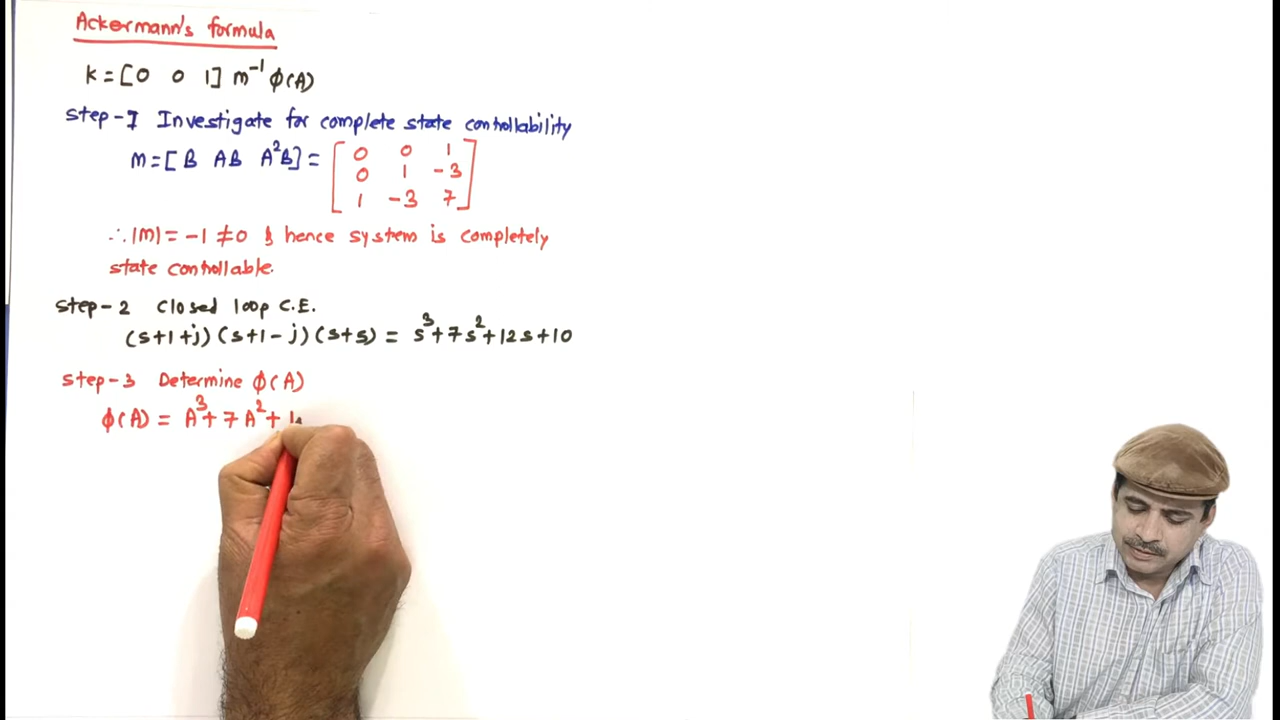 Ackermann's formula
K = [0 0 1] m⁻¹ ϕ(A)
Step-1 Investigate for complete state controllability
m = [B AB A²B] = [0 0 1
0 1 -3
1 -3 7]
∴ |m| = -1 ≠ 0 & hence system is completely
state controllable.
Step-2 Closed loop C.E.
(s+1+j)(s+1-j)(s+5) = s³+7s²+12s+10
Step-3 Determine ϕ(A)
ϕ(A) = A³+7A²+1